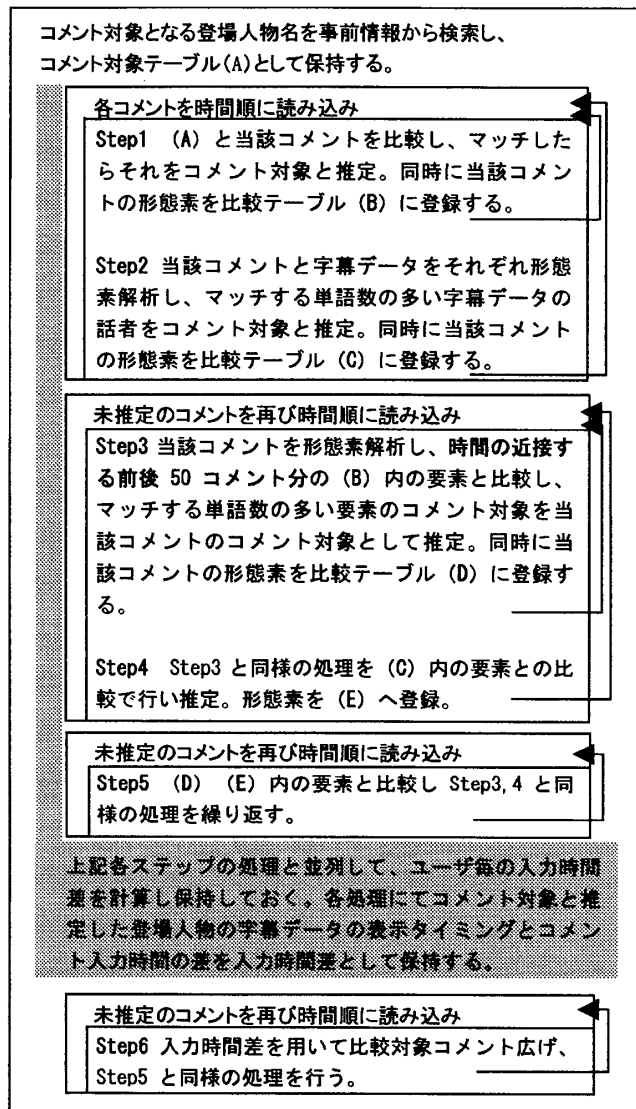 コメント対象となる登場人物名を事前情報から検索し、
コメント対象テーブル(A)として保持する。
各コメントを時間順に読み込み
Step1 (A) と当該コメントを比較し、マッチした
らそれをコメント対象と推定。同時に当該コメン
トの形態素を比較テーブル (B) に登録する。
Step2 当該コメントと字幕データをそれぞれ形態
素解析し、マッチする単語数の多い字幕データの
話者をコメント対象と推定。同時に当該コメント
の形態素を比較テーブル (C) に登録する。
未推定のコメントを再び時間順に読み込み
Step3 当該コメントを形態素解析し、時間の近接す
る前後 50 コメント分の (B) 内の要素と比較し、
マッチする単語数の多い要素のコメント対象を当
該コメントのコメント対象として推定。同時に当
該コメントの形態素を比較テーブル (D) に登録す
る。
Step4 Step3 と同様の処理を (C) 内の要素との比
較で行い推定。形態素を (E) へ登録。
未推定のコメントを再び時間順に読み込み
Step5 (D) (E) 内の要素と比較し Step3,4 と同
様の処理を繰り返す。
上記各ステップの処理と並列して、ユーザ毎の入力時間
差を計算し保持しておく。各処理にてコメント対象と推
定した登場人物の字幕データの表示タイミングとコメン
ト入力時間の差を入力時間差として保持する。
未推定のコメントを再び時間順に読み込み
Step6 入力時間差を用いて比較対象コメント広げ、
Step5 と同様の処理を行う。